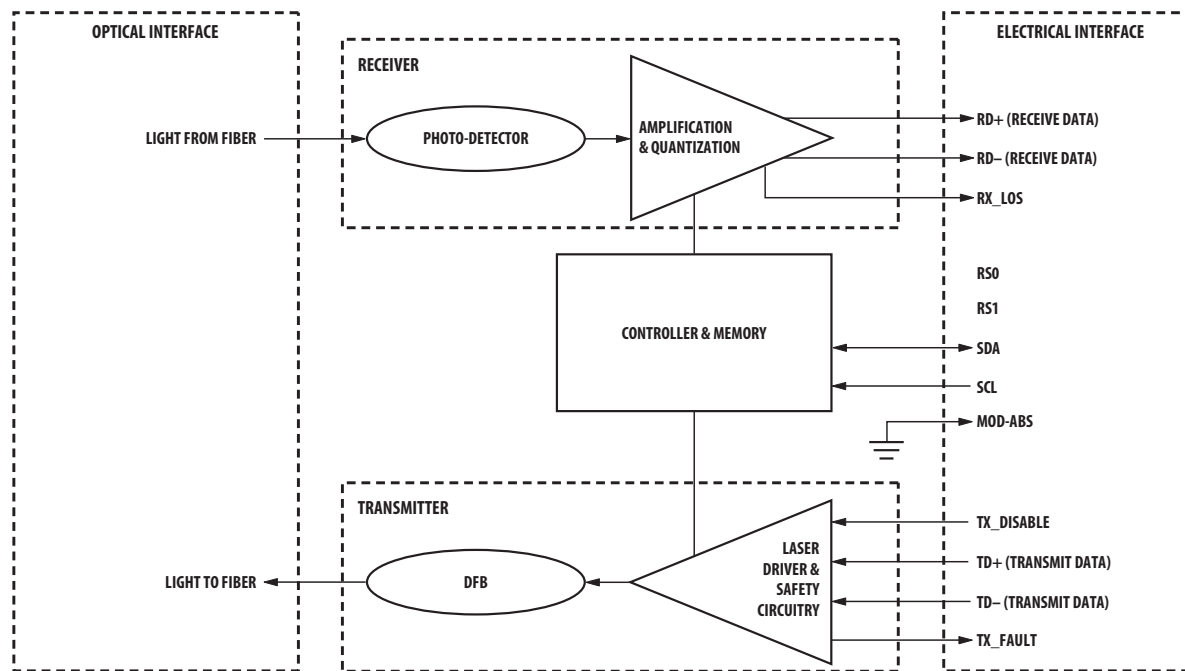 OPTICAL INTERFACE
ELECTRICAL INTERFACE
RECEIVER
LIGHT FROM FIBER
PHOTO-DETECTOR
AMPLIFICATION
& QUANTIZATION
RD+ (RECEIVE DATA)
RD– (RECEIVE DATA)
RX_LOS
RS0
RS1
CONTROLLER & MEMORY
SDA
SCL
MOD-ABS
TRANSMITTER
LIGHT TO FIBER
DFB
LASER
DRIVER &
SAFETY
CIRCUITRY
TX_DISABLE
TD+ (TRANSMIT DATA)
TD– (TRANSMIT DATA)
TX_FAULT